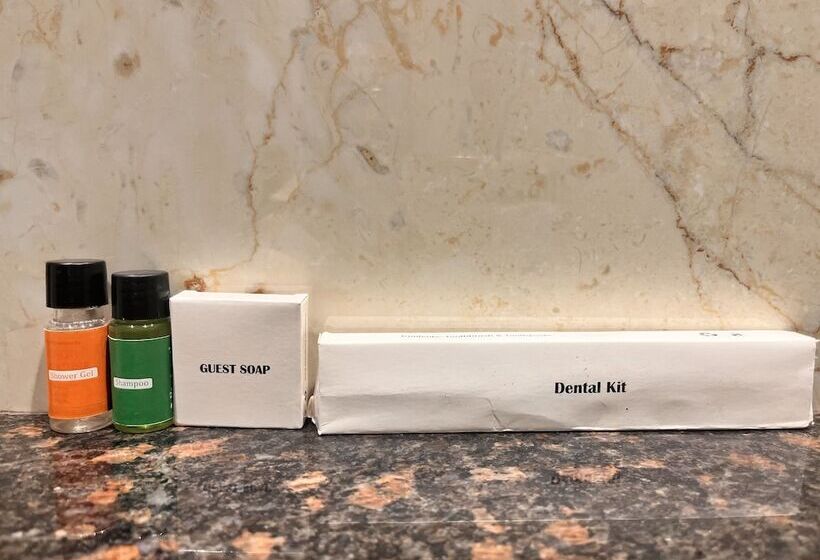 Shower Gel
Shampoo
GUEST SOAP
Dental Kit